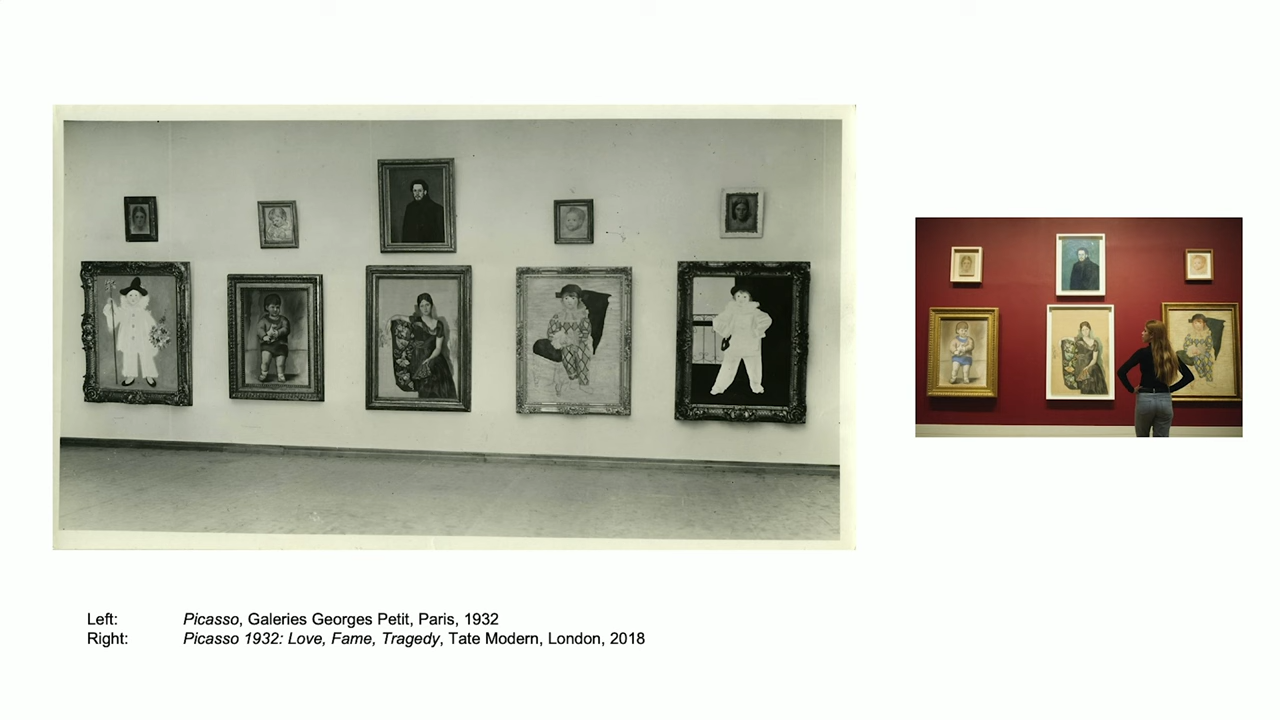 Left: Picasso, Galeries Georges Petit, Paris, 1932
Right: Picasso 1932: Love, Fame, Tragedy, Tate Modern, London, 2018